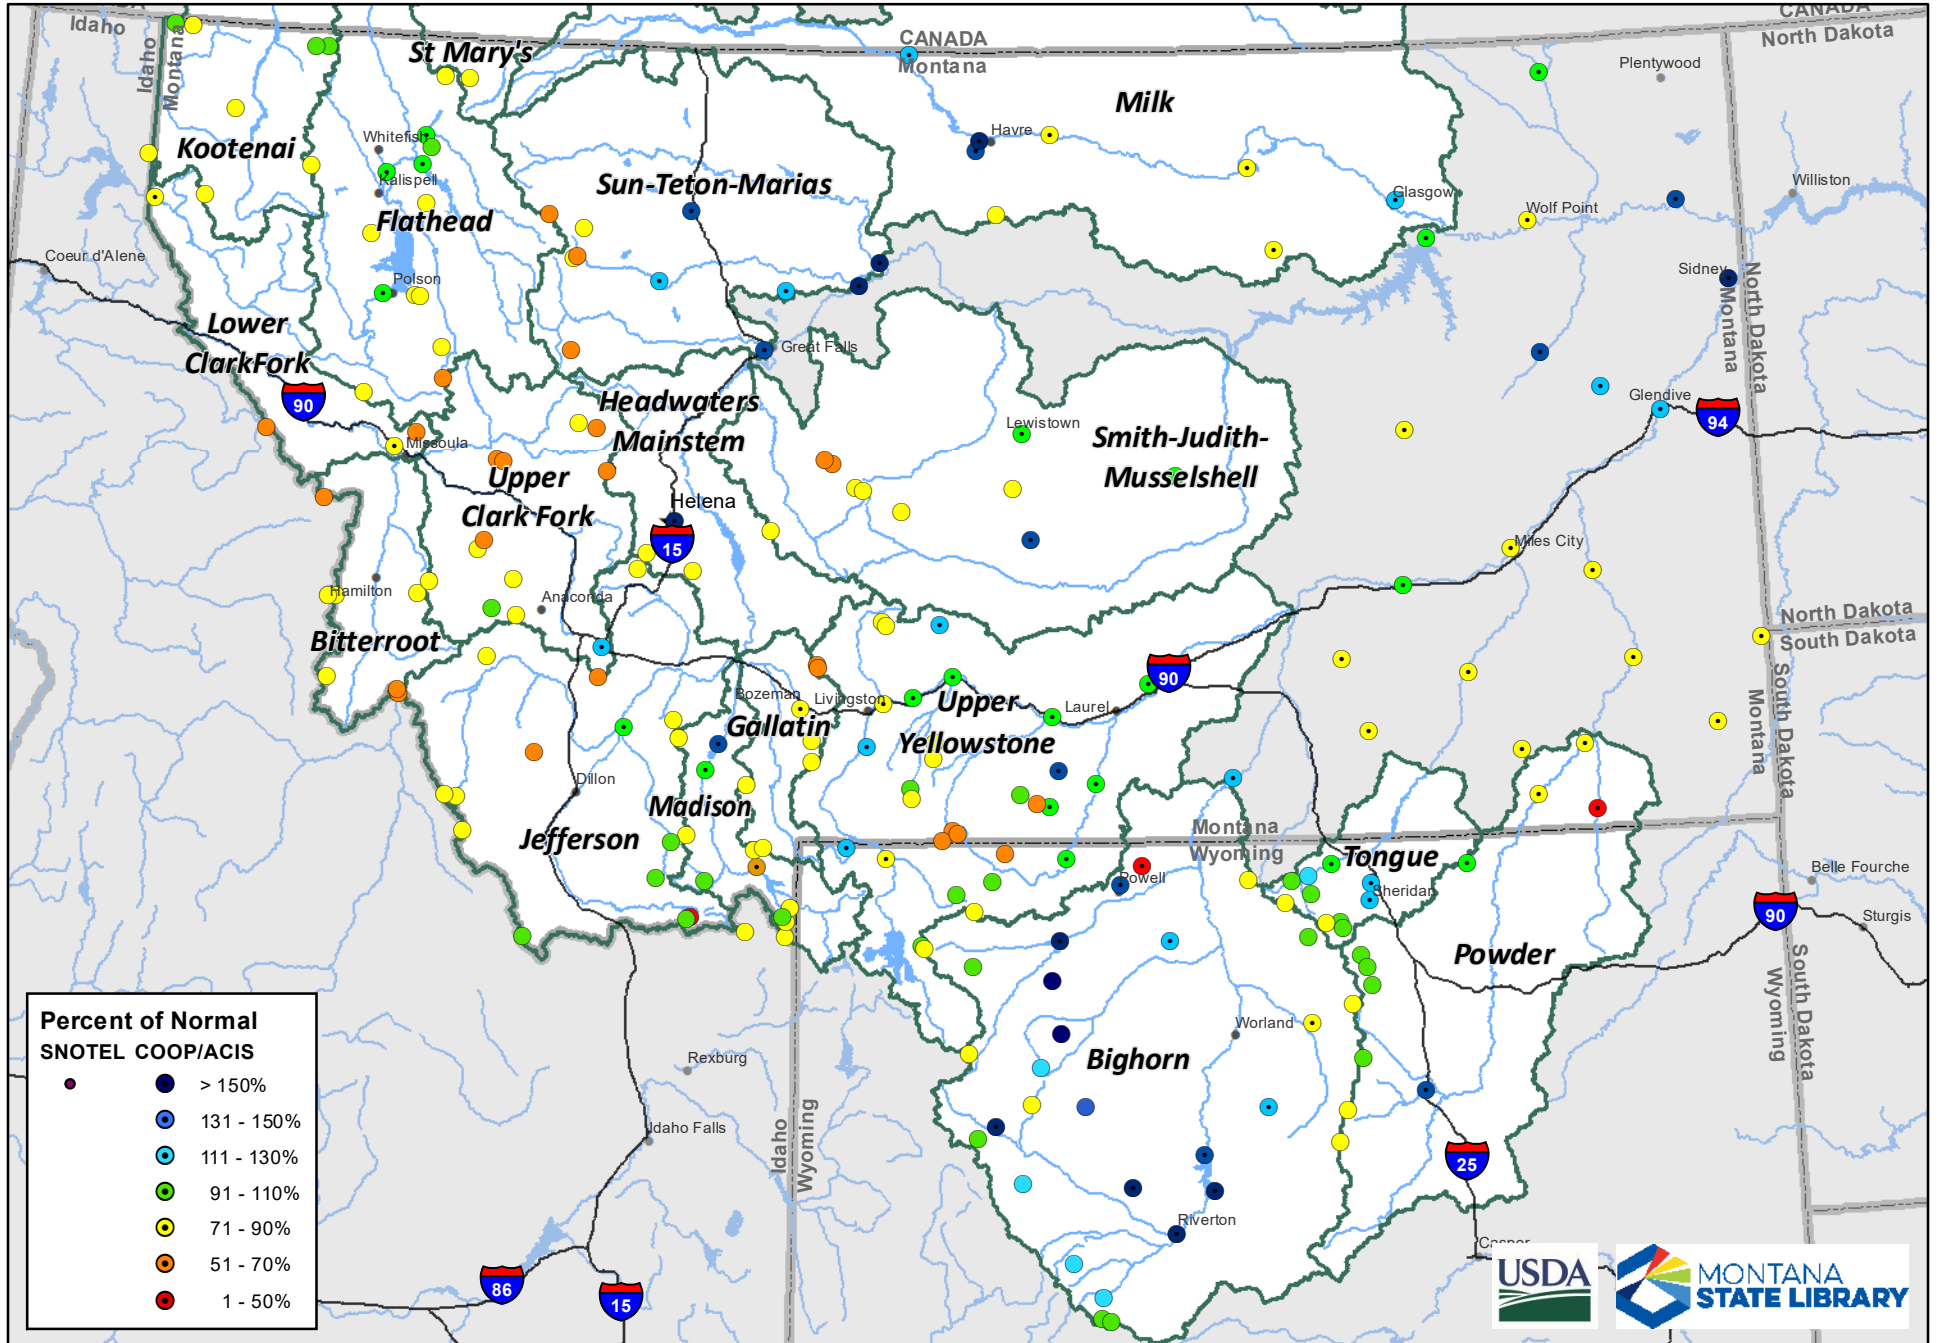 CANADA
Idaho
Idaho
Montana
St Mary's
CANADA
Montana
CANADA
North Dakota
Plentywood
Milk
Havre
Whitefish
Kootenai
Kalispell
Sun-Teton-Marias
Glasgow
Williston
Flathead
Wolf Point
Coeur d'Alene
Polson
Sidney
North Dakota
Montana
Lower
ClarkFork
Great Falls
90
Headwaters
Mainstem
Lewistown
Glendive
94
Missoula
Smith-Judith-
Musselshell
Upper
Clark Fork
Helena
15
Miles City
Hamilton
Anaconda
North Dakota
South Dakota
Bitterroot
90
Bozeman
Livingston
Laurel
Upper
Yellowstone
Gallatin
South Dakota
Montana
Dillon
Madison
Jefferson
Montana
Wyoming
Tongue
Powell
Sheridan
Belle Fourche
90
Sturgis
Powder
South Dakota
Wyoming
Percent of Normal
SNOTEL COOP/ACIS
> 150%
131 - 150%
111 - 130%
91 - 110%
71 - 90%
51 - 70%
1 - 50%
Worland
Rexburg
Bighorn
Idaho Falls
Idaho
Wyoming
25
Riverton
Casper
86
15
USDA
MONTANA
STATE LIBRARY